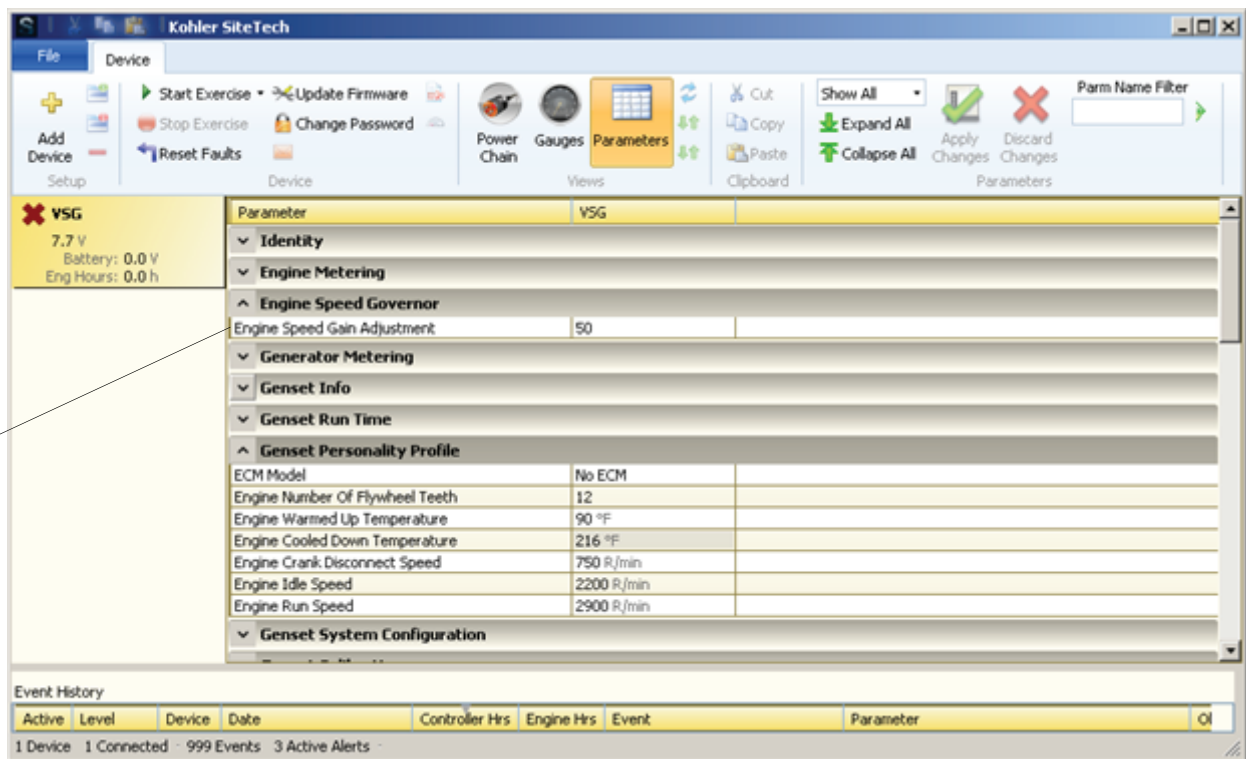 Kohler SiteTech
File
Device
Add Device
Setup
Start Exercise
Stop Exercise
Reset Faults
Update Firmware
Change Password
Device
Power Chain
Gauges
Parameters
Views
Cut
Copy
Paste
Clipboard
Show All
Expand All
Collapse All
Apply Changes
Discard Changes
Parm Name Filter
Parameters
VSG
7.7 V
Battery: 0.0 V
Eng Hours: 0.0 h
Parameter VSG
Identity
Engine Metering
Engine Speed Governor
Engine Speed Gain Adjustment 50
Generator Metering
Genset Info
Genset Run Time
Genset Personality Profile
ECM Model No ECM
Engine Number Of Flywheel Teeth 12
Engine Warmed Up Temperature 90 °F
Engine Cooled Down Temperature 216 °F
Engine Crank Disconnect Speed 750 R/min
Engine Idle Speed 2200 R/min
Engine Run Speed 2900 R/min
Genset System Configuration
Event History
Active Level Device Date Controller Hrs Engine Hrs Event Parameter
1 Device 1 Connected - 999 Events 3 Active Alerts -